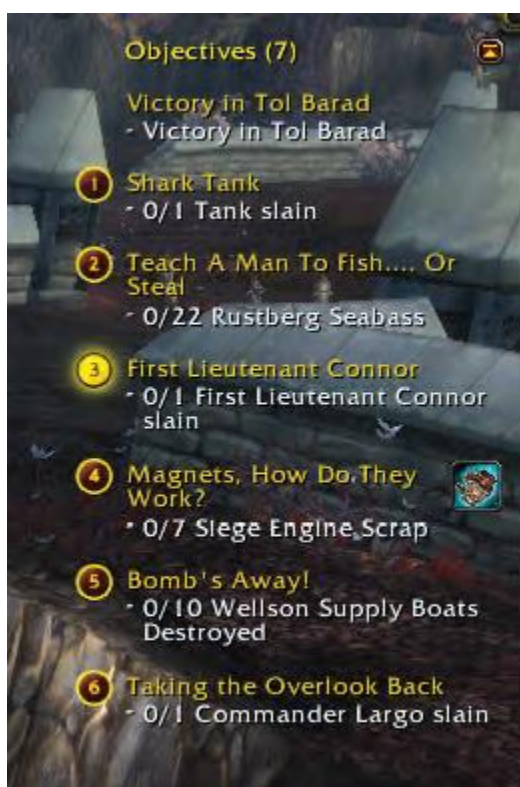 Objectives (7)
Victory in Tol Barad
- Victory in Tol Barad
1 Shark Tank
- 0/1 Tank slain
2 Teach A Man To Fish.... Or
Steal
- 0/22 Rustberg Seabass
3 First Lieutenant Connor
- 0/1 First Lieutenant Connor
slain
4 Magnets, How Do They
Work?
- 0/7 Siege Engine Scrap
5 Bomb's Away!
- 0/10 Wellson Supply Boats
Destroyed
6 Taking the Overlook Back
- 0/1 Commander Largo slain